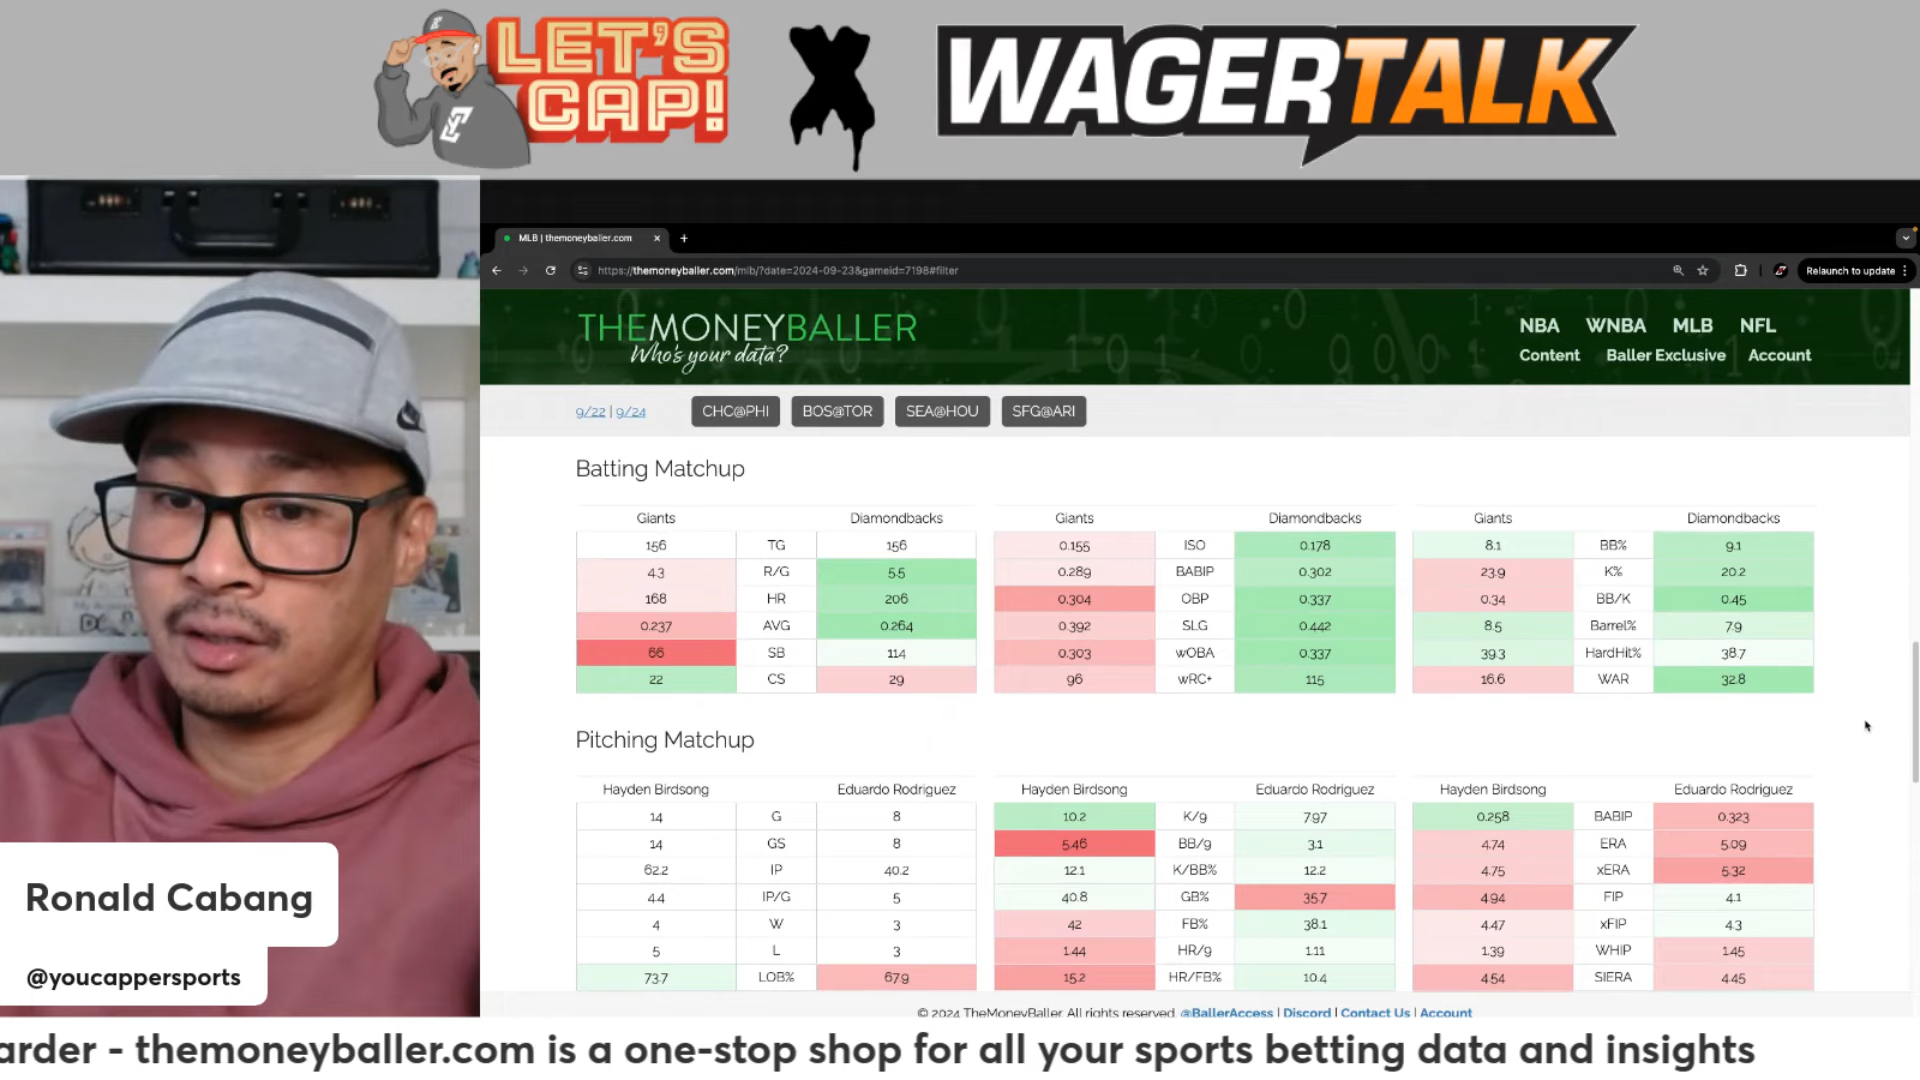 LET'S
CAP!
X
WAGERTALK
MLB | themoneyballer.com
https://themoneyballer.com/mlb/?date=2024-09-23&gameid=7198#filter
Relaunch to update
THEMONEYBALLER
Who's your data?
NBA WNBA MLB NFL
Content Baller Exclusive Account
9/22 | 9/24 CHC@PHI BOS@TOR SEA@HOU SFG@ARI
Batting Matchup
Giants Diamondbacks Giants Diamondbacks Giants Diamondbacks
156 TG 156 0.155 ISO 0.178 8.1 BB% 9.1
4.3 R/G 5.5 0.289 BABIP 0.302 23.9 K% 20.2
168 HR 206 0.304 OBP 0.337 0.34 BB/K 0.45
0.237 AVG 0.264 0.392 SLG 0.442 8.5 Barrel% 7.9
66 SB 114 0.303 wOBA 0.337 39.3 HardHit% 38.7
22 CS 29 96 wRC+ 115 16.6 WAR 32.8
Pitching Matchup
Hayden Birdsong Eduardo Rodriguez Hayden Birdsong Eduardo Rodriguez Hayden Birdsong Eduardo Rodriguez
14 G 8 10.2 K/9 7.97 0.258 BABIP 0.323
14 GS 8 5.46 BB/9 3.1 4.74 ERA 5.09
62.2 IP 40.2 12.1 K/BB% 12.2 4.75 xERA 5.32
4.4 IP/G 5 40.8 GB% 35.7 4.94 FIP 4.1
4 W 3 42 FB% 38.1 4.47 xFIP 4.3
5 L 3 1.44 HR/9 1.11 1.39 WHIP 1.45
73.7 LOB% 67.9 15.2 HR/FB% 10.4 4.54 SIERA 4.45
© 2024 TheMoneyBaller. All rights reserved. @BallerAccess | Discord | Contact Us | Account
Ronald Cabang
@youcappersports
arder - themoneyballer.com is a one-stop shop for all your sports betting data and insights